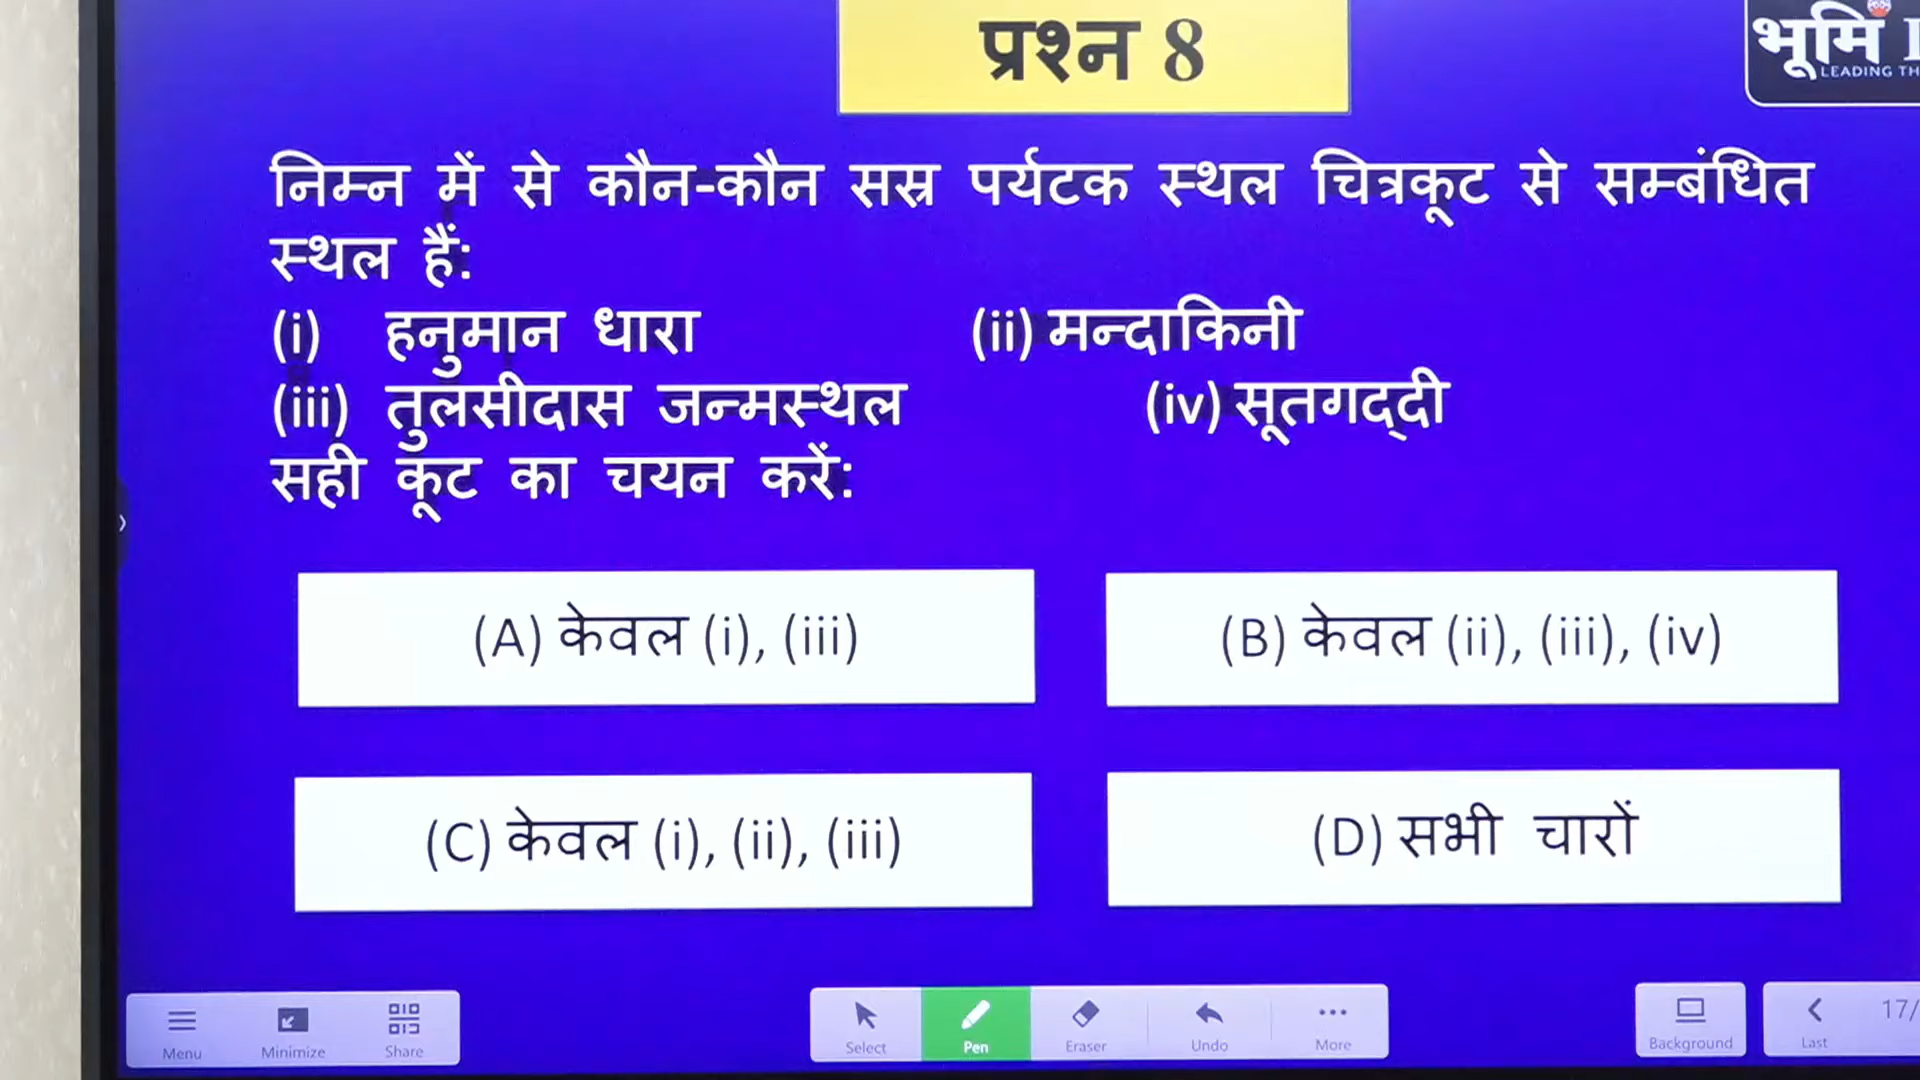 प्रश्न 8
भूमि
LEADING TH
निम्न में से कौन-कौन सस्र पर्यटक स्थल चित्रकूट से सम्बंधित
स्थल हैं:
(i) हनुमान धारा (ii) मन्दाकिनी
(iii) तुलसीदास जन्मस्थल (iv) सूतगद्‌दी
सही कूट का चयन करें:
(A) केवल (i), (iii) (B) केवल (ii), (iii), (iv)
(C) केवल (i), (ii), (iii) (D) सभी चारों
Menu Minimize Share Select Pen Eraser Undo More Background Last 17/